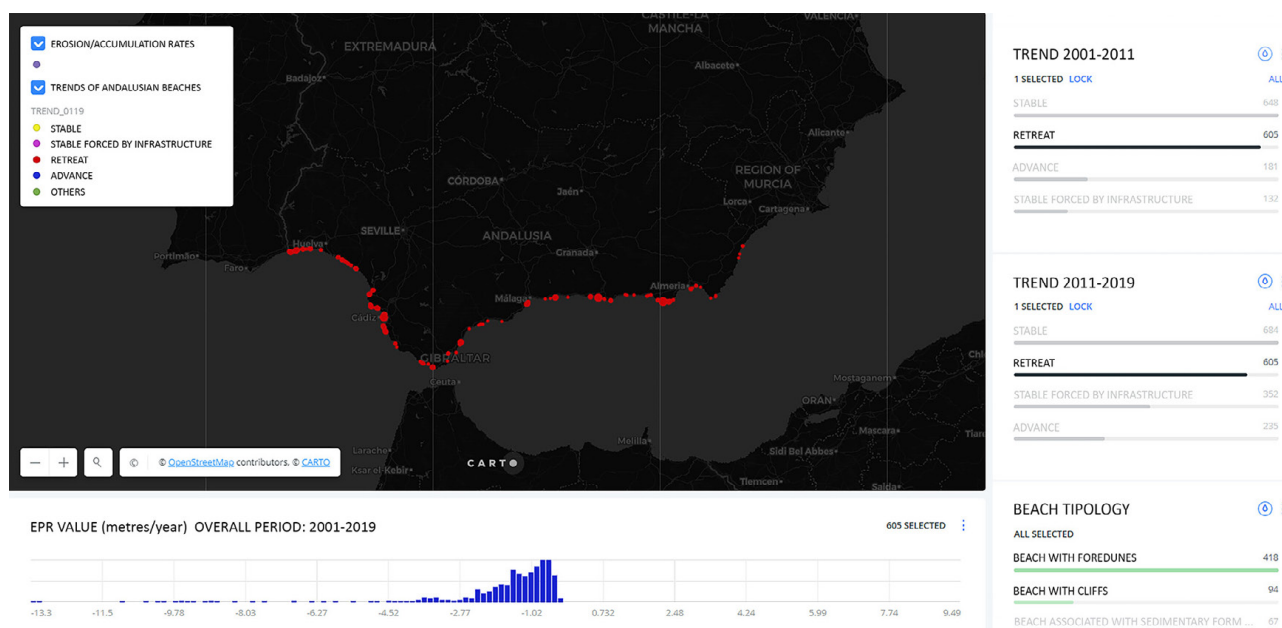 EROSION/ACCUMULATION RATES
TRENDS OF ANDALUSIAN BEACHES
TREND_0119
STABLE
STABLE FORCED BY INFRASTRUCTURE
RETREAT
ADVANCE
OTHERS
CASTILE-LA
MANCHA
VALENCIA
EXTREMADURA
Badajoz
Albacete
Alicante
REGION OF
MURCIA
CÓRDOBA
Jaén
Lorca
Cartagena
Huelva
SEVILLE
ANDALUSIA
Granada
Portimão
Faro
Almería
Málaga
Cádiz
GIBRALTAR
Ceuta
Mostaganem
ORAN
Mascara
Melilla
Larache
Sidi Bel Abbes
Ksar el-Kebir
Tlemcen
Saida
© OpenStreetMap contributors, © CARTO
CARTO
TREND 2001-2011
1 SELECTED LOCK ALL
STABLE 648
RETREAT 605
ADVANCE 181
STABLE FORCED BY INFRASTRUCTURE 132
TREND 2011-2019
1 SELECTED LOCK ALL
STABLE 684
RETREAT 605
STABLE FORCED BY INFRASTRUCTURE 352
ADVANCE 235
BEACH TIPOLOGY
ALL SELECTED
BEACH WITH FOREDUNES 418
BEACH WITH CLIFFS 94
BEACH ASSOCIATED WITH SEDIMENTARY FORM ... 67
EPR VALUE (metres/year) OVERALL PERIOD: 2001-2019 605 SELECTED
-13.3 -11.5 -9.78 -8.03 -6.27 -4.52 -2.77 -1.02 0.732 2.48 4.24 5.99 7.74 9.49